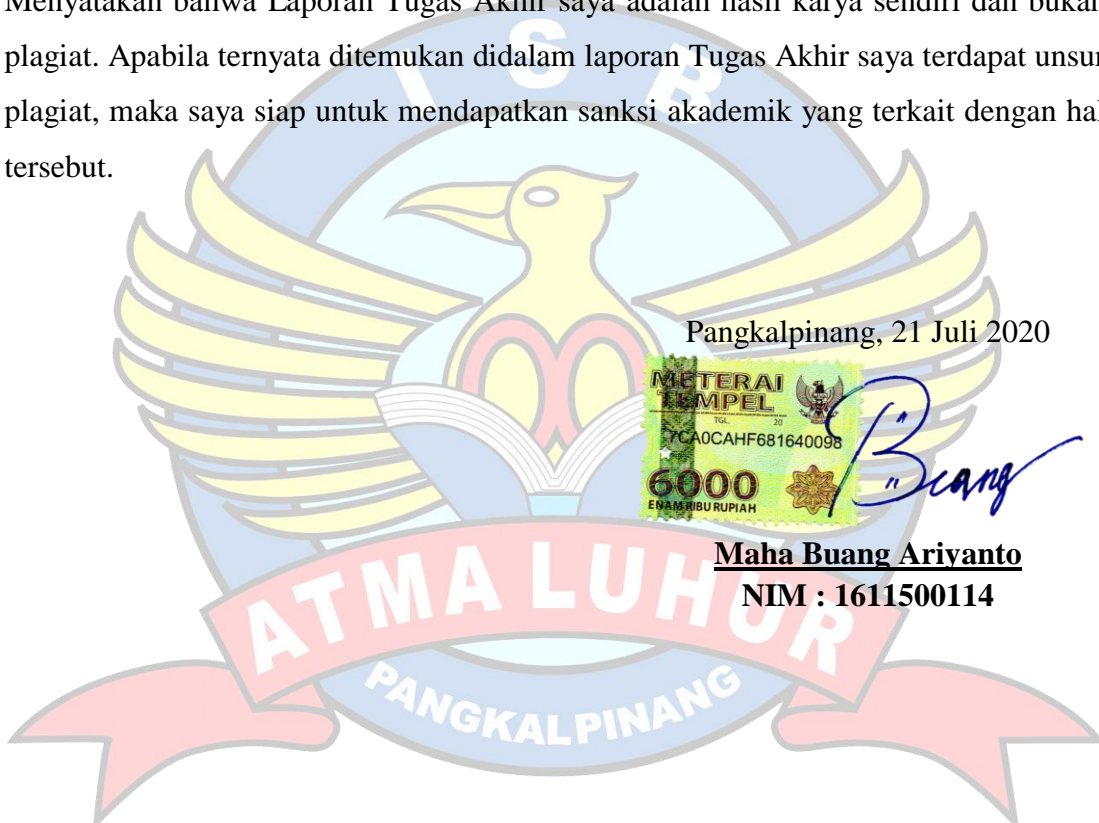 Menyatakan bahwa Laporan Tugas Akhir saya adalah hasil karya sendiri dan bukan
plagiat. Apabila ternyata ditemukan didalam laporan Tugas Akhir saya terdapat unsur
plagiat, maka saya siap untuk mendapatkan sanksi akademik yang terkait dengan hal
tersebut.
I S B
Pangkalpinang, 21 Juli 2020
METERAI
TEMPEL
TGL. 20
7CA0CAHF681640098
6000
ENAM RIBU RUPIAH
Buang
Maha Buang Ariyanto
NIM : 1611500114
ATMA LUHUR
PANGKALPINANG